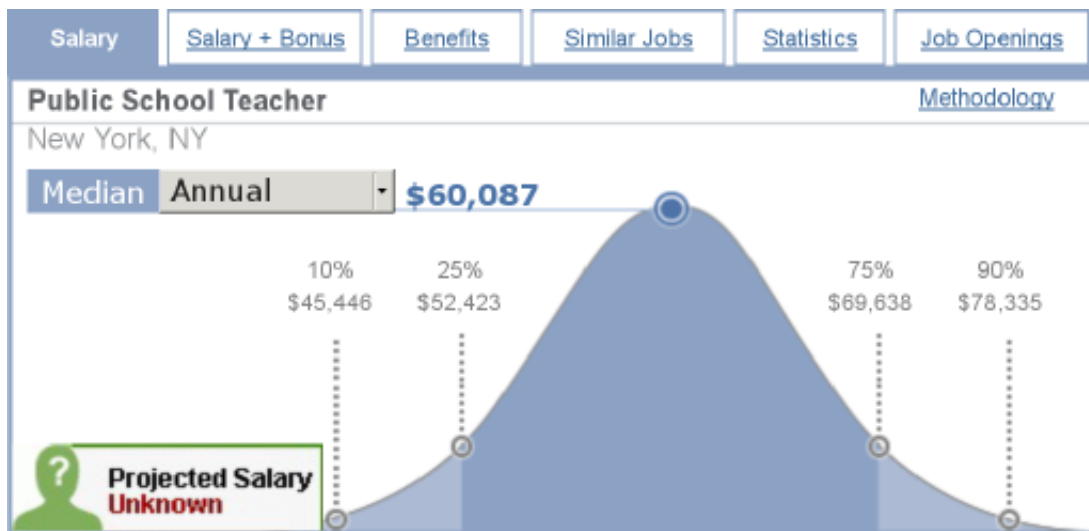 Salary Salary + Bonus Benefits Similar Jobs Statistics Job Openings
Public School Teacher Methodology
New York, NY
Median Annual $60,087
10% 25% 75% 90%
$45,446 $52,423 $69,638 $78,335
?
Projected Salary
Unknown